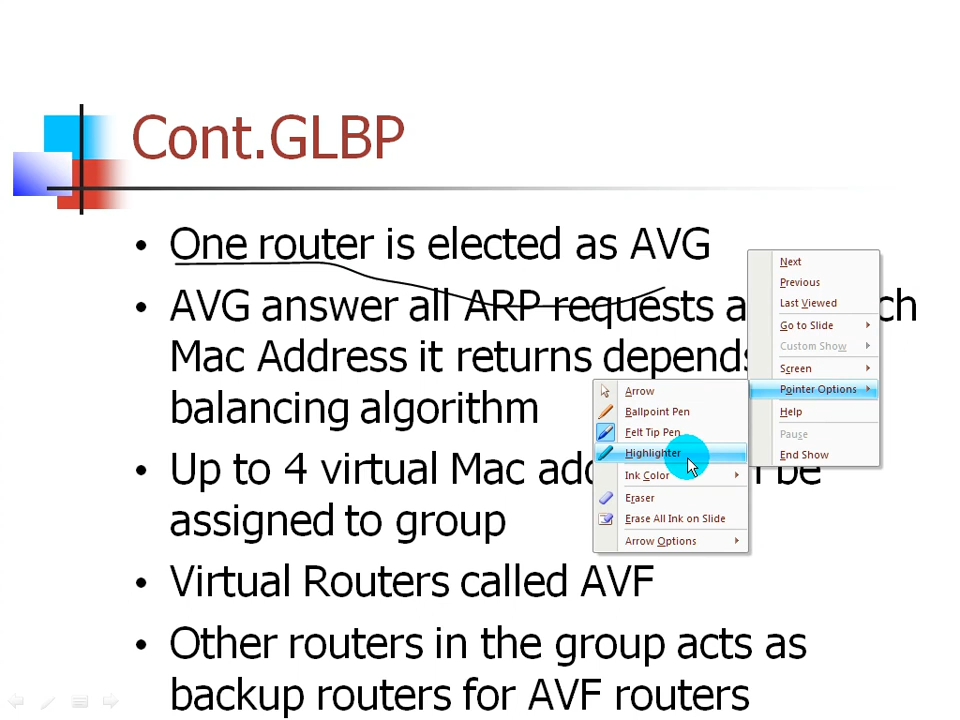 Cont.GLBP
• One router is elected as AVG
• AVG answer all ARP requests a ch
Mac Address it returns depends
balancing algorithm
• Up to 4 virtual Mac add be
assigned to group
• Virtual Routers called AVF
• Other routers in the group acts as
backup routers for AVF routers
Next
Previous
Last Viewed
Go to Slide
Custom Show
Screen
Pointer Options
Help
Pause
End Show
Arrow
Ballpoint Pen
Felt Tip Pen
Highlighter
Ink Color
Eraser
Erase All Ink on Slide
Arrow Options